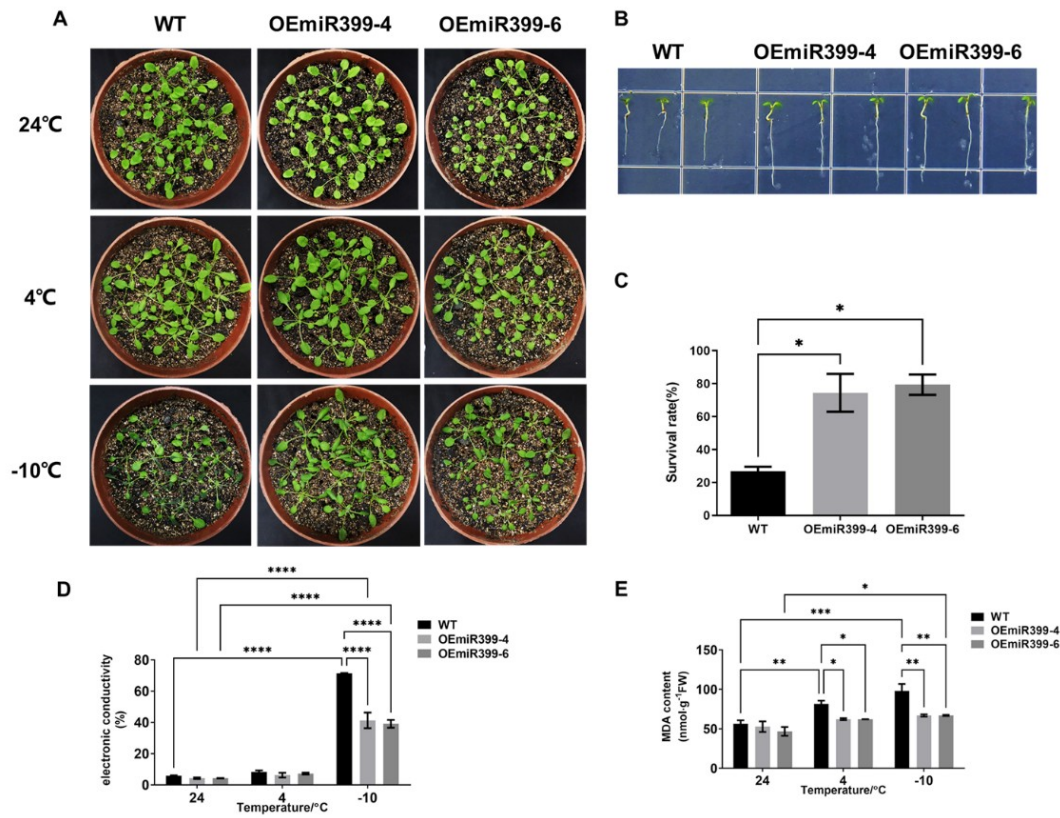 A
WT
OEmiR399-4
OEmiR399-6
24℃
4℃
-10℃
B
WT
OEmiR399-4
OEmiR399-6
C
*
*
Survival rate(%)
100
80
60
40
20
0
WT
OEmiR399-4
OEmiR399-6
D
****
****
****
****
****
WT
OEmiR399-4
OEmiR399-6
electronic conductivity
(%)
80
60
40
20
0
24
4
-10
Temperature/°C
E
*
***
**
*
*
**
**
WT
OEmiR399-4
OEmiR399-6
MDA content
(nmol·g⁻¹FW)
150
100
50
0
24
4
-10
Temperature/°C